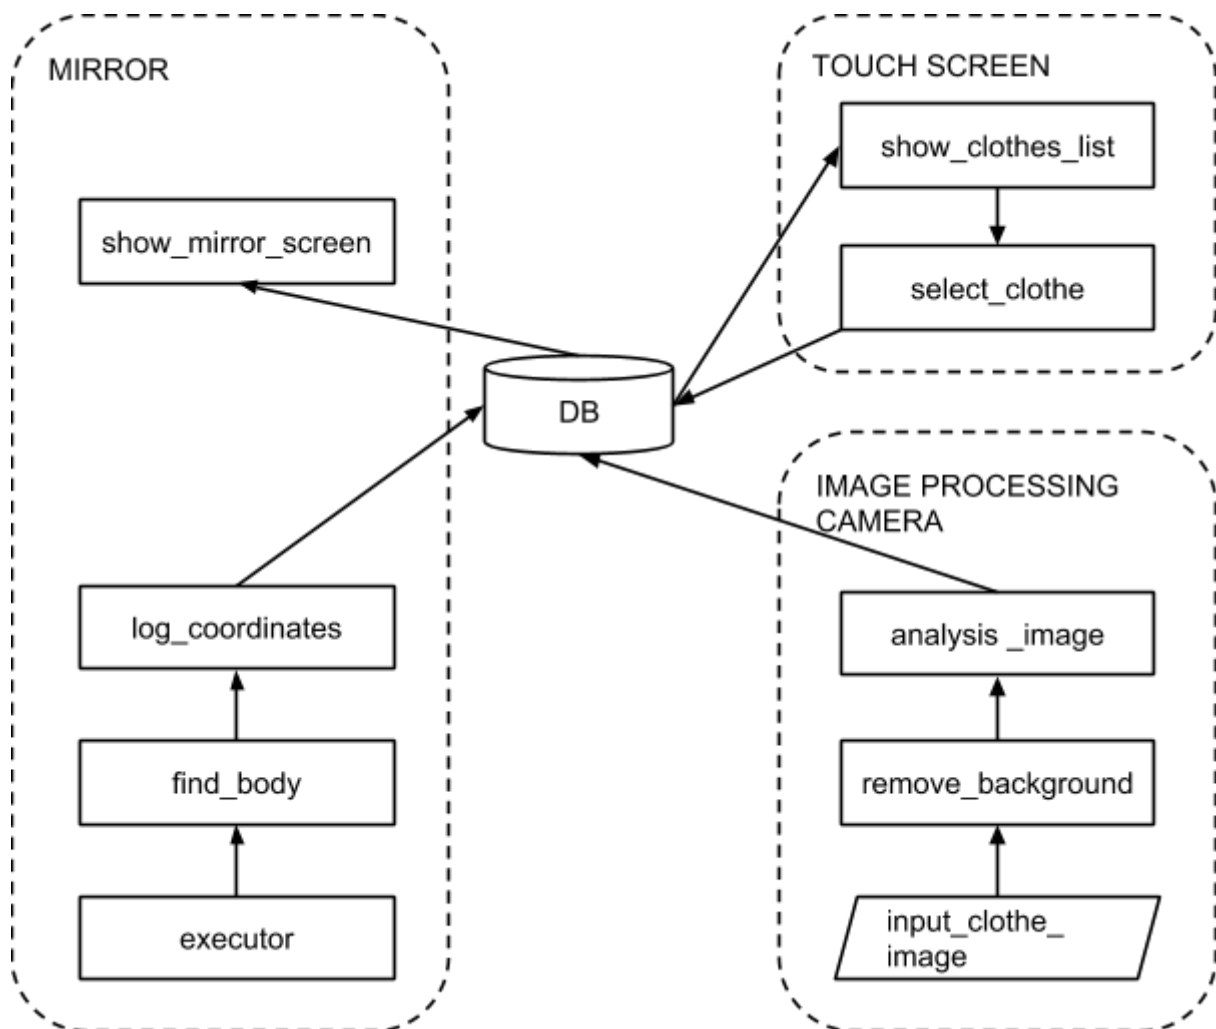 MIRROR
show_mirror_screen
log_coordinates
find_body
executor
DB
TOUCH SCREEN
show_clothes_list
select_clothe
IMAGE PROCESSING
CAMERA
analysis _image
remove_background
input_clothe_
image